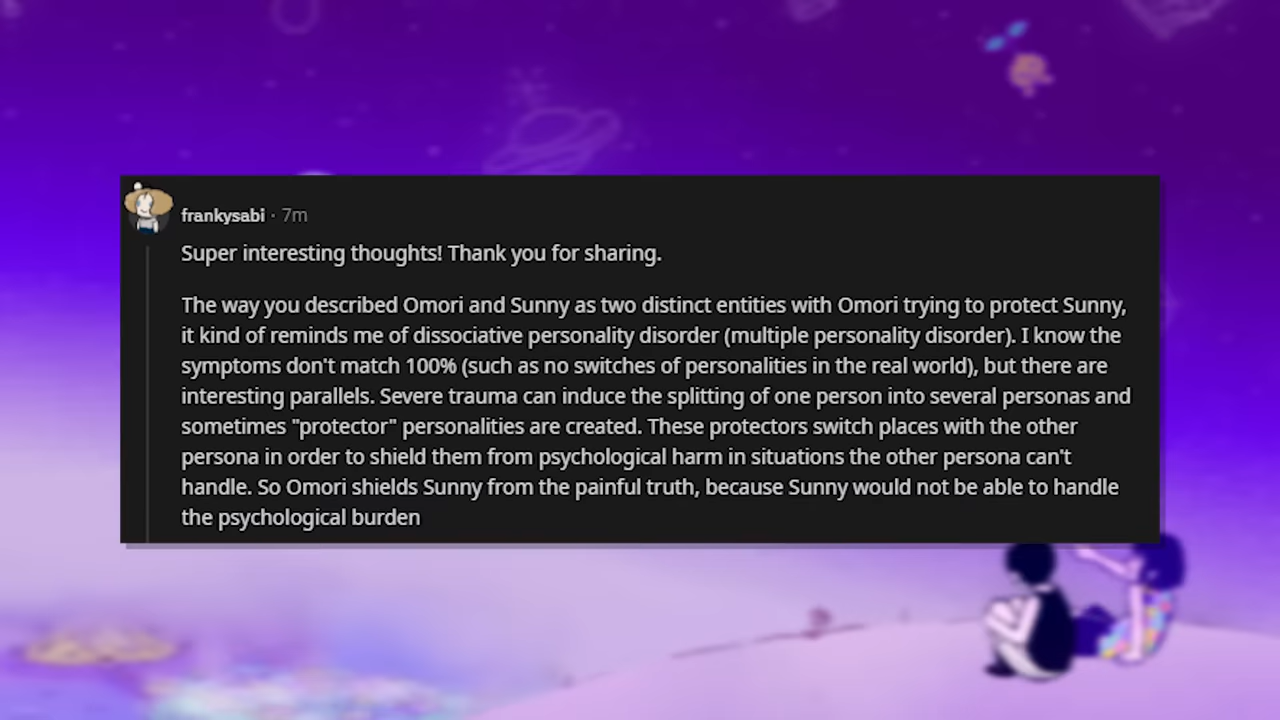 frankysabi · 7m
Super interesting thoughts! Thank you for sharing.
The way you described Omori and Sunny as two distinct entities with Omori trying to protect Sunny,
it kind of reminds me of dissociative personality disorder (multiple personality disorder). I know the
symptoms don't match 100% (such as no switches of personalities in the real world), but there are
interesting parallels. Severe trauma can induce the splitting of one person into several personas and
sometimes "protector" personalities are created. These protectors switch places with the other
persona in order to shield them from psychological harm in situations the other persona can't
handle. So Omori shields Sunny from the painful truth, because Sunny would not be able to handle
the psychological burden